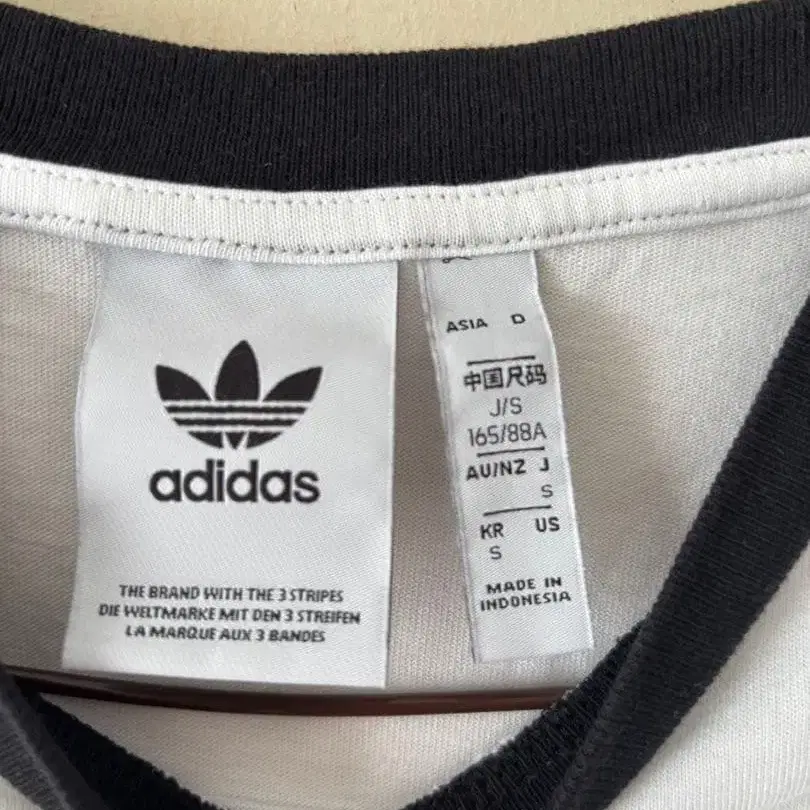 adidas
THE BRAND WITH THE 3 STRIPES
DIE WELTMARKE MIT DEN 3 STREIFEN
LA MARQUE AUX 3 BANDES
ASIA D
中国尺码
J/S
165/88A
AU/NZ J
S
KR US
S
MADE IN
INDONESIA